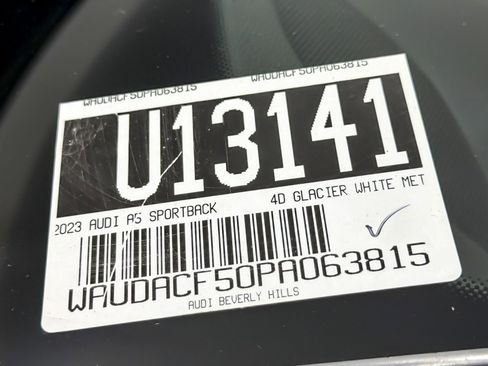 WAUDACF50PA063815 WAUDACF50PA063815
U13141
2023 AUDI A5 SPORTBACK 4D GLACIER WHITE MET
WAUDACF50PA063815
AUDI BEVERLY HILLS